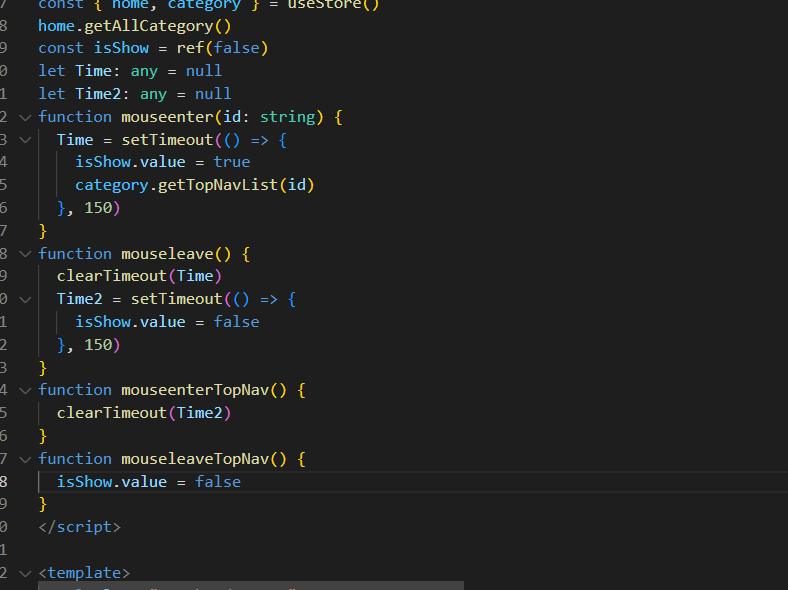 7 const { home, category } = useStore()
8 home.getAllCategory()
9 const isShow = ref(false)
0 let Time: any = null
1 let Time2: any = null
2 function mouseenter(id: string) {
3 Time = setTimeout(() => {
4 isShow.value = true
5 category.getTopNavList(id)
6 }, 150)
7 }
8 function mouseleave() {
9 clearTimeout(Time)
0 Time2 = setTimeout(() => {
1 isShow.value = false
2 }, 150)
3 }
4 function mouseenterTopNav() {
5 clearTimeout(Time2)
6 }
7 function mouseleaveTopNav() {
8 isShow.value = false
9 }
0 </script>
1
2 <template>